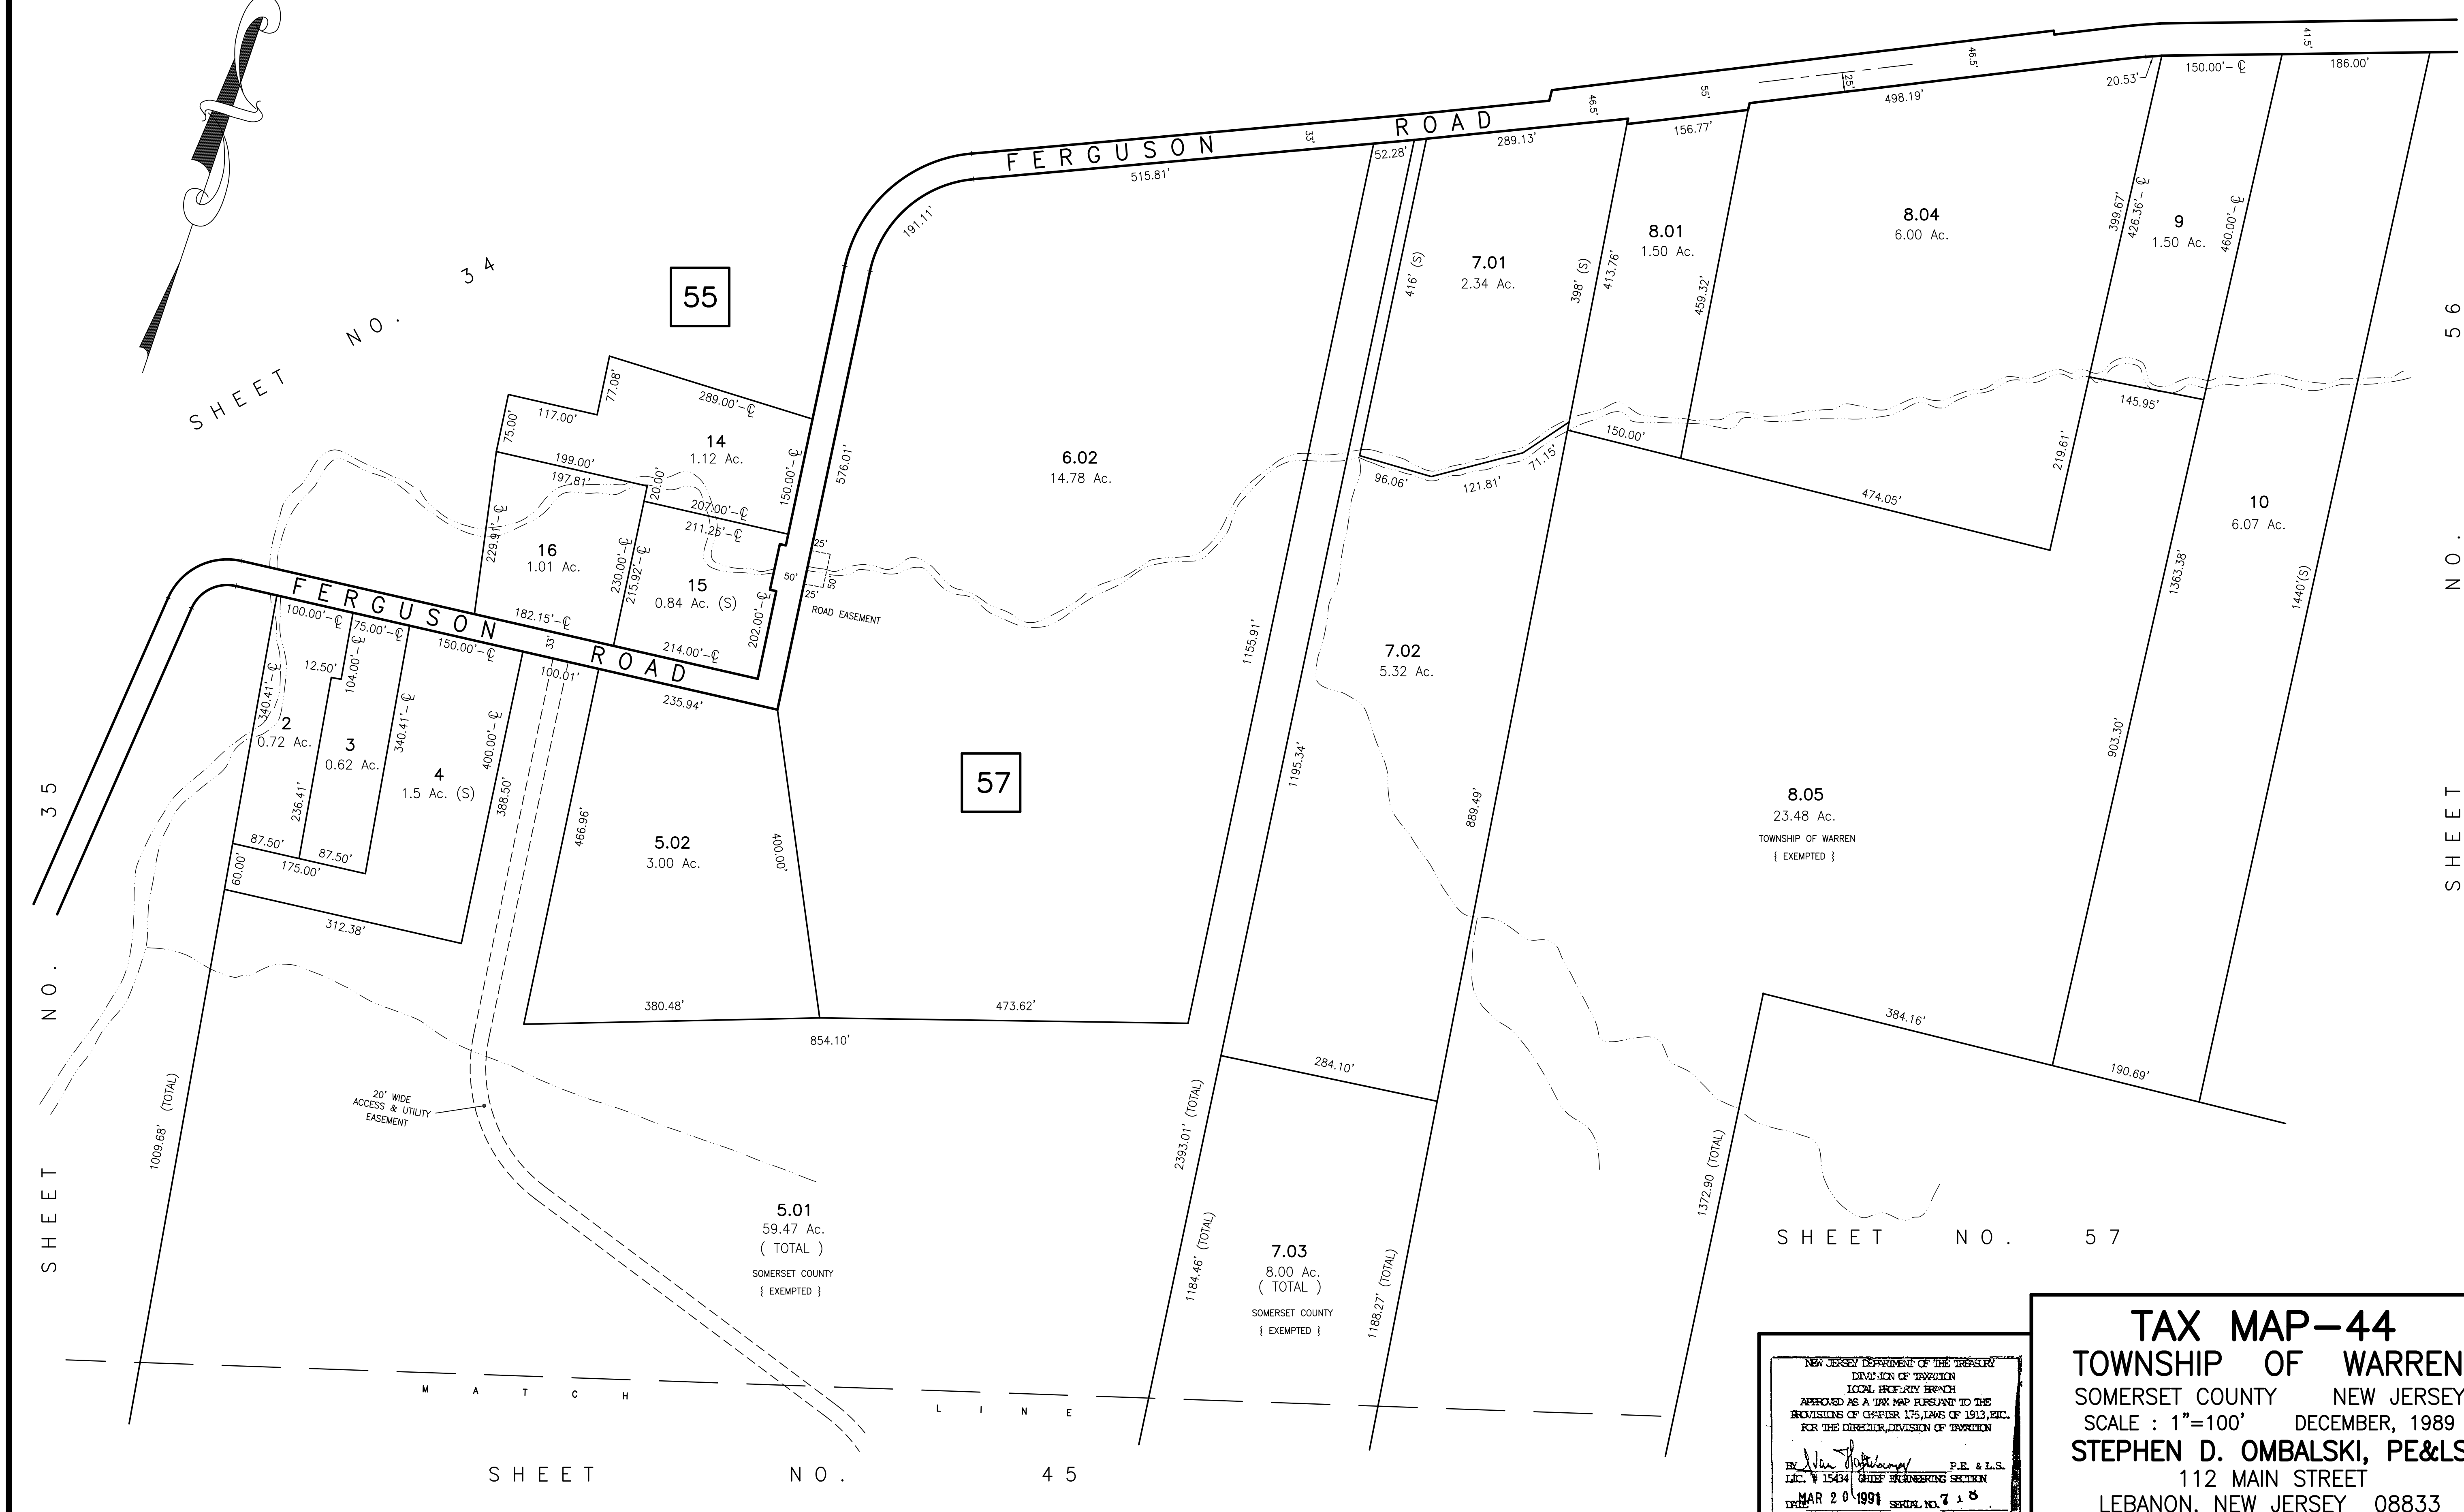 FERGUSON ROAD
41.5'
46.5'
25'
55'
46.5'
33'
20.53'
150.00'-℄
186.00'
498.19'
156.77'
289.13'
52.28'
515.81'
191.11'
SHEET NO. 34
55
8.04
6.00 Ac.
9
1.50 Ac.
399.67'
426.36'-℄
460.00'-℄
8.01
1.50 Ac.
7.01
2.34 Ac.
416' (S)
398' (S)
413.76'
459.32'
SHEET NO. 56
77.08'
289.00'-℄
117.00'
75.00'
14
1.12 Ac.
199.00'
197.81'
20.00'
150.00'-℄
576.01'
207.00'-℄
211.25'-℄
6.02
14.78 Ac.
145.95'
150.00'
71.15'
96.06'
121.81'
219.61'
474.05'
10
6.07 Ac.
229.91'-℄
16
1.01 Ac.
230.00'-℄
215.92'-℄
15
0.84 Ac. (S)
25'
50'
50'
25'
ROAD EASEMENT
202.00'-℄
182.15'-℄
214.00'-℄
33'
FERGUSON ROAD
100.00'-℄
75.00'-℄
150.00'-℄
100.01'
235.94'
12.50'
104.00'-℄
340.41'-℄
340.41'-℄
400.00'-℄
388.50'
2
0.72 Ac.
3
0.62 Ac.
4
1.5 Ac. (S)
236.41'
87.50'
87.50'
175.00'
60.00'
312.38'
466.96'
5.02
3.00 Ac.
400.00'
57
1155.91'
1195.34'
7.02
5.32 Ac.
889.49'
8.05
23.48 Ac.
TOWNSHIP OF WARREN
{ EXEMPTED }
1363.38'
903.30'
1440'(S)
SHEET NO. 35
380.48'
473.62'
854.10'
284.10'
384.16'
190.69'
20' WIDE
ACCESS & UTILITY
EASEMENT
1009.68' (TOTAL)
2393.01' (TOTAL)
1184.46' (TOTAL)
1188.27' (TOTAL)
1372.90 (TOTAL)
5.01
59.47 Ac.
( TOTAL )
SOMERSET COUNTY
{ EXEMPTED }
7.03
8.00 Ac.
( TOTAL )
SOMERSET COUNTY
{ EXEMPTED }
SHEET NO. 57
MATCH LINE
SHEET NO. 45
NEW JERSEY DEPARTMENT OF THE TREASURY
DIVISION OF TAXATION
LOCAL PROPERTY BRANCH
APPROVED AS A TAX MAP PURSUANT TO THE
PROVISIONS OF CHAPTER 175, LAWS OF 1913, ETC.
FOR THE DIRECTOR, DIVISION OF TAXATION
BY P.E. & L.S.
LIC. # 15434 CHIEF ENGINEERING SECTION
DATE MAR 20 1991 SERIAL NO. 718
TAX MAP-44
TOWNSHIP OF WARREN
SOMERSET COUNTY NEW JERSEY
SCALE : 1"=100' DECEMBER, 1989
STEPHEN D. OMBALSKI, PE&LS
112 MAIN STREET
LEBANON, NEW JERSEY 08833